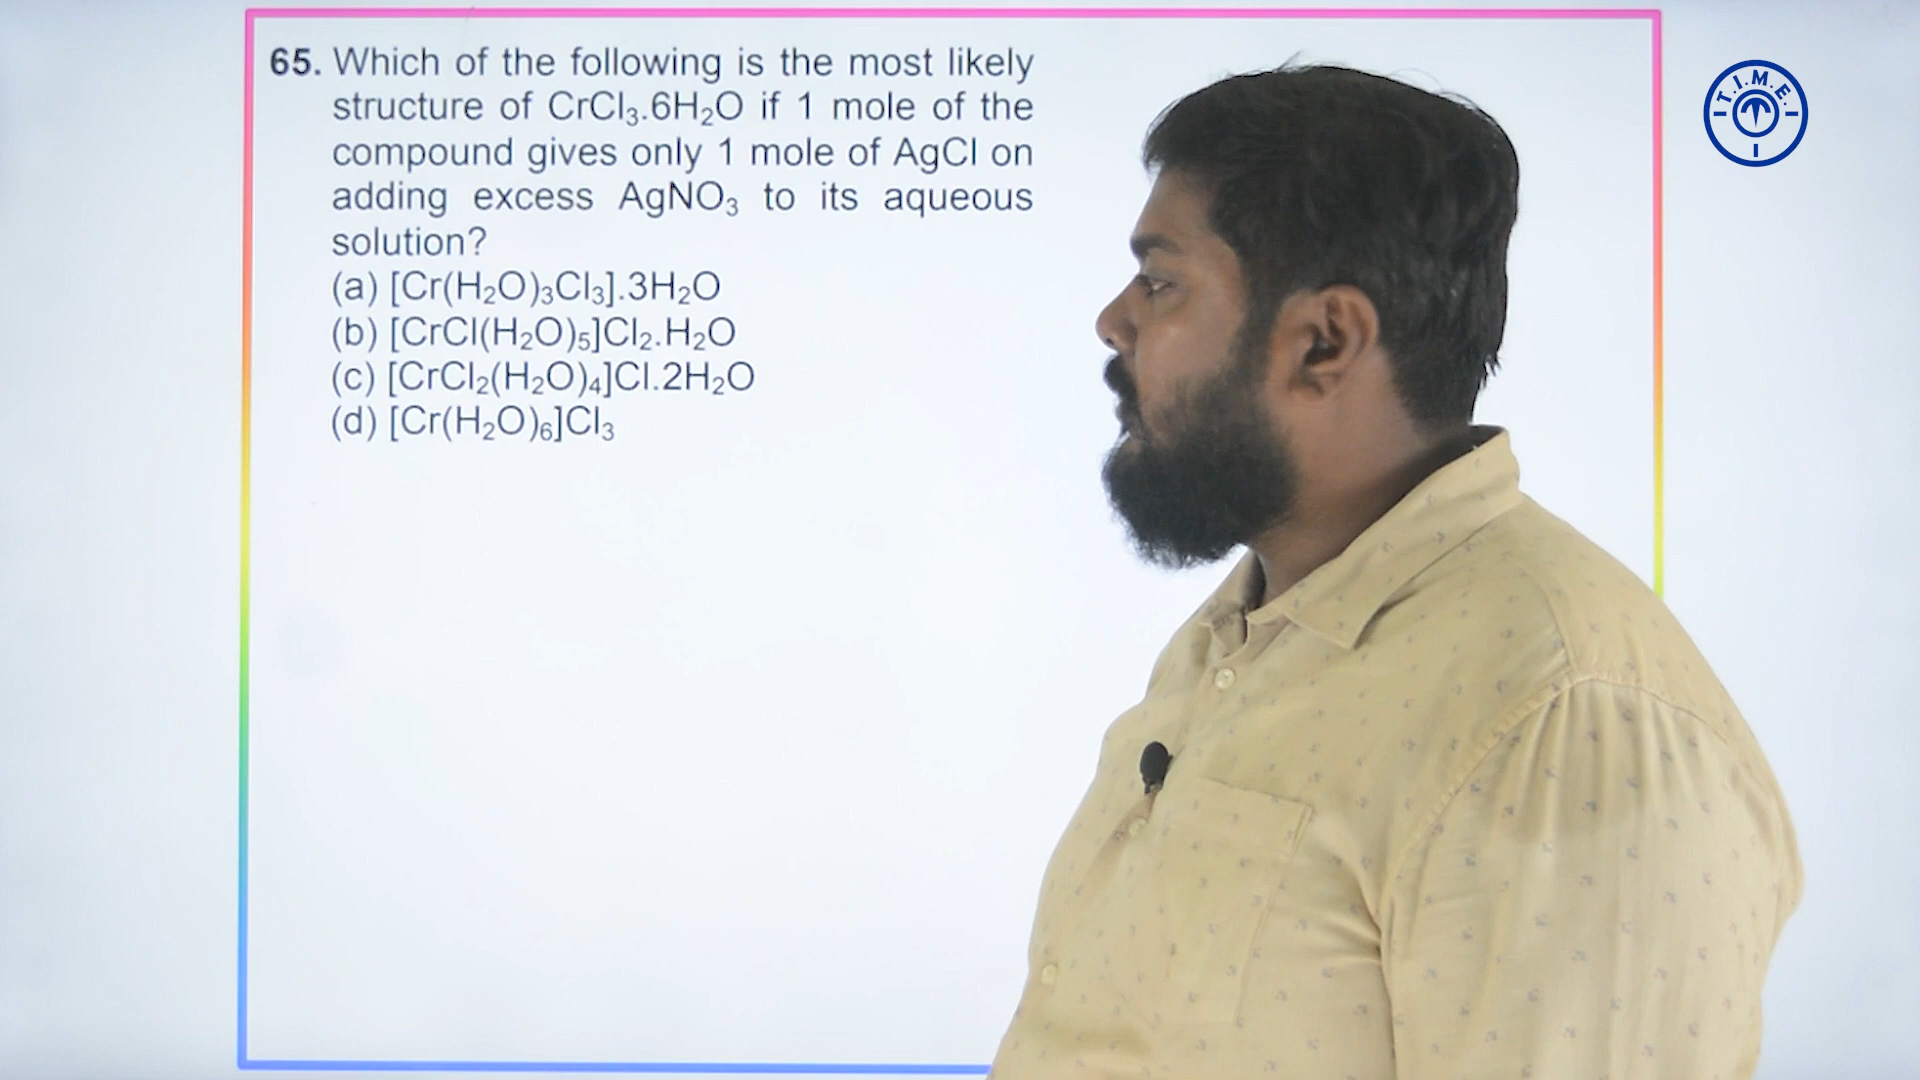 65. Which of the following is the most likely
structure of CrCl₃.6H₂O if 1 mole of the
compound gives only 1 mole of AgCl on
adding excess AgNO₃ to its aqueous
solution?
(a) [Cr(H₂O)₃Cl₃].3H₂O
(b) [CrCl(H₂O)₅]Cl₂.H₂O
(c) [CrCl₂(H₂O)₄]Cl.2H₂O
(d) [Cr(H₂O)₆]Cl₃
T.I.M.E.